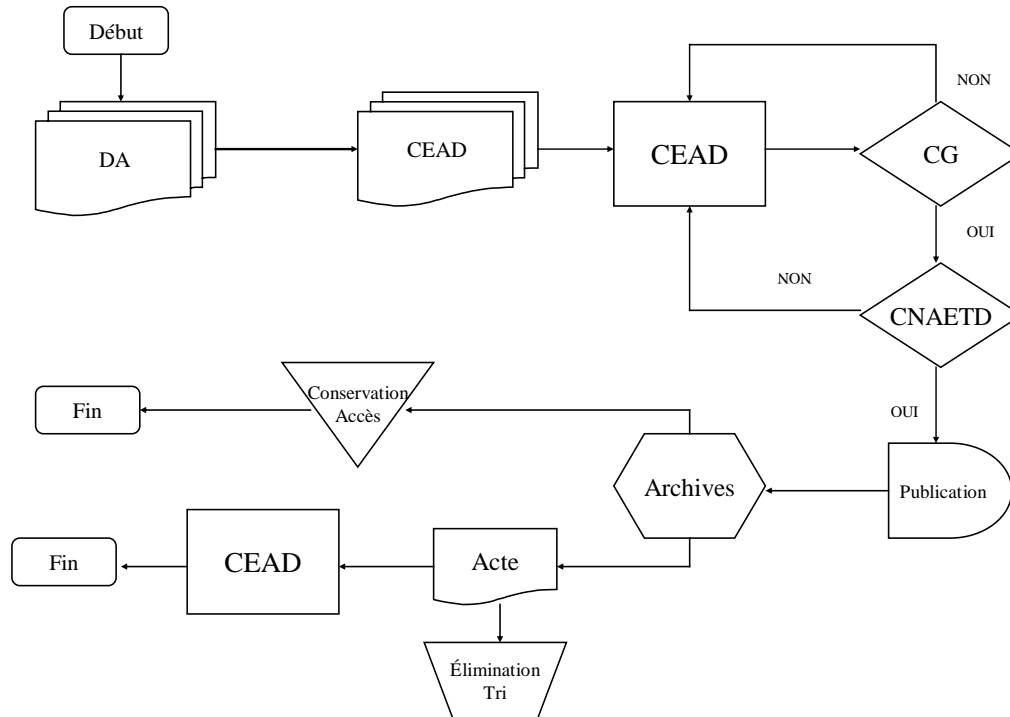 Début
DA
CEAD
CEAD
CG
NON
OUI
CNAETD
NON
OUI
Publication
Archives
Conservation
Accès
Fin
Acte
CEAD
Fin
Élimination
Tri